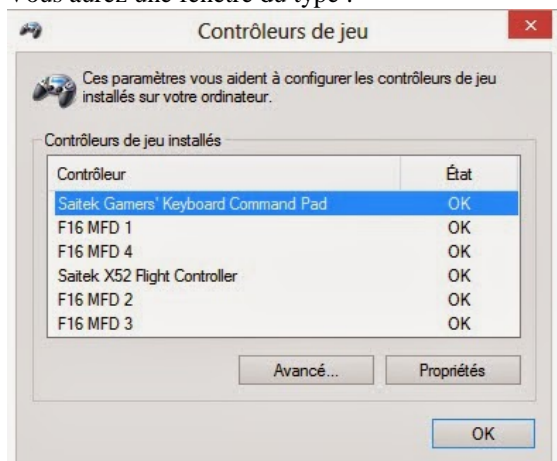 Vous aurez une fenêtre du type :
Contrôleurs de jeu
Ces paramètres vous aident à configurer les contrôleurs de jeu
installés sur votre ordinateur.
Contrôleurs de jeu installés
Contrôleur État
Saitek Gamers' Keyboard Command Pad OK
F16 MFD 1 OK
F16 MFD 4 OK
Saitek X52 Flight Controller OK
F16 MFD 2 OK
F16 MFD 3 OK
Avancé... Propriétés
OK